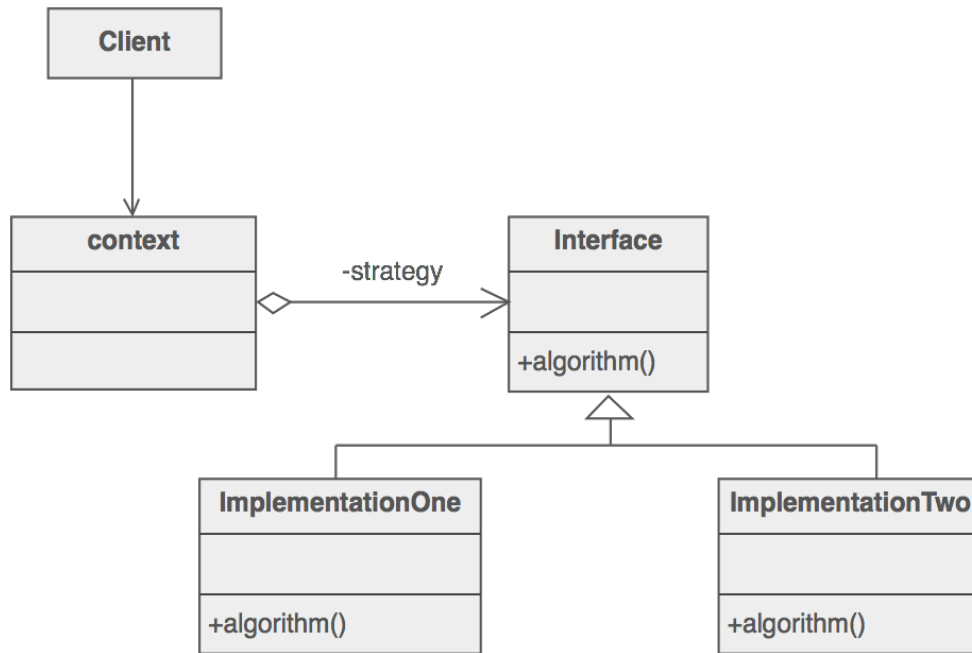 Client
context
-strategy
Interface
+algorithm()
ImplementationOne
+algorithm()
ImplementationTwo
+algorithm()